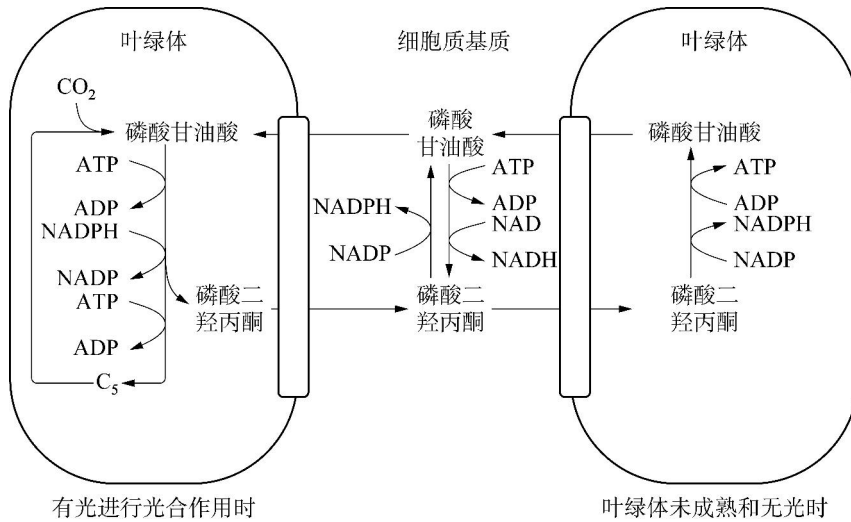 叶绿体
细胞质基质
叶绿体
CO₂
磷酸甘油酸
ATP
ADP
NADPH
NADP
ATP
ADP
C₅
磷酸二
羟丙酮
磷酸
甘油酸
NADPH
NADP
ATP
ADP
NAD
NADH
磷酸二
羟丙酮
磷酸甘油酸
ATP
ADP
NADPH
NADP
磷酸二
羟丙酮
有光进行光合作用时
叶绿体未成熟和无光时